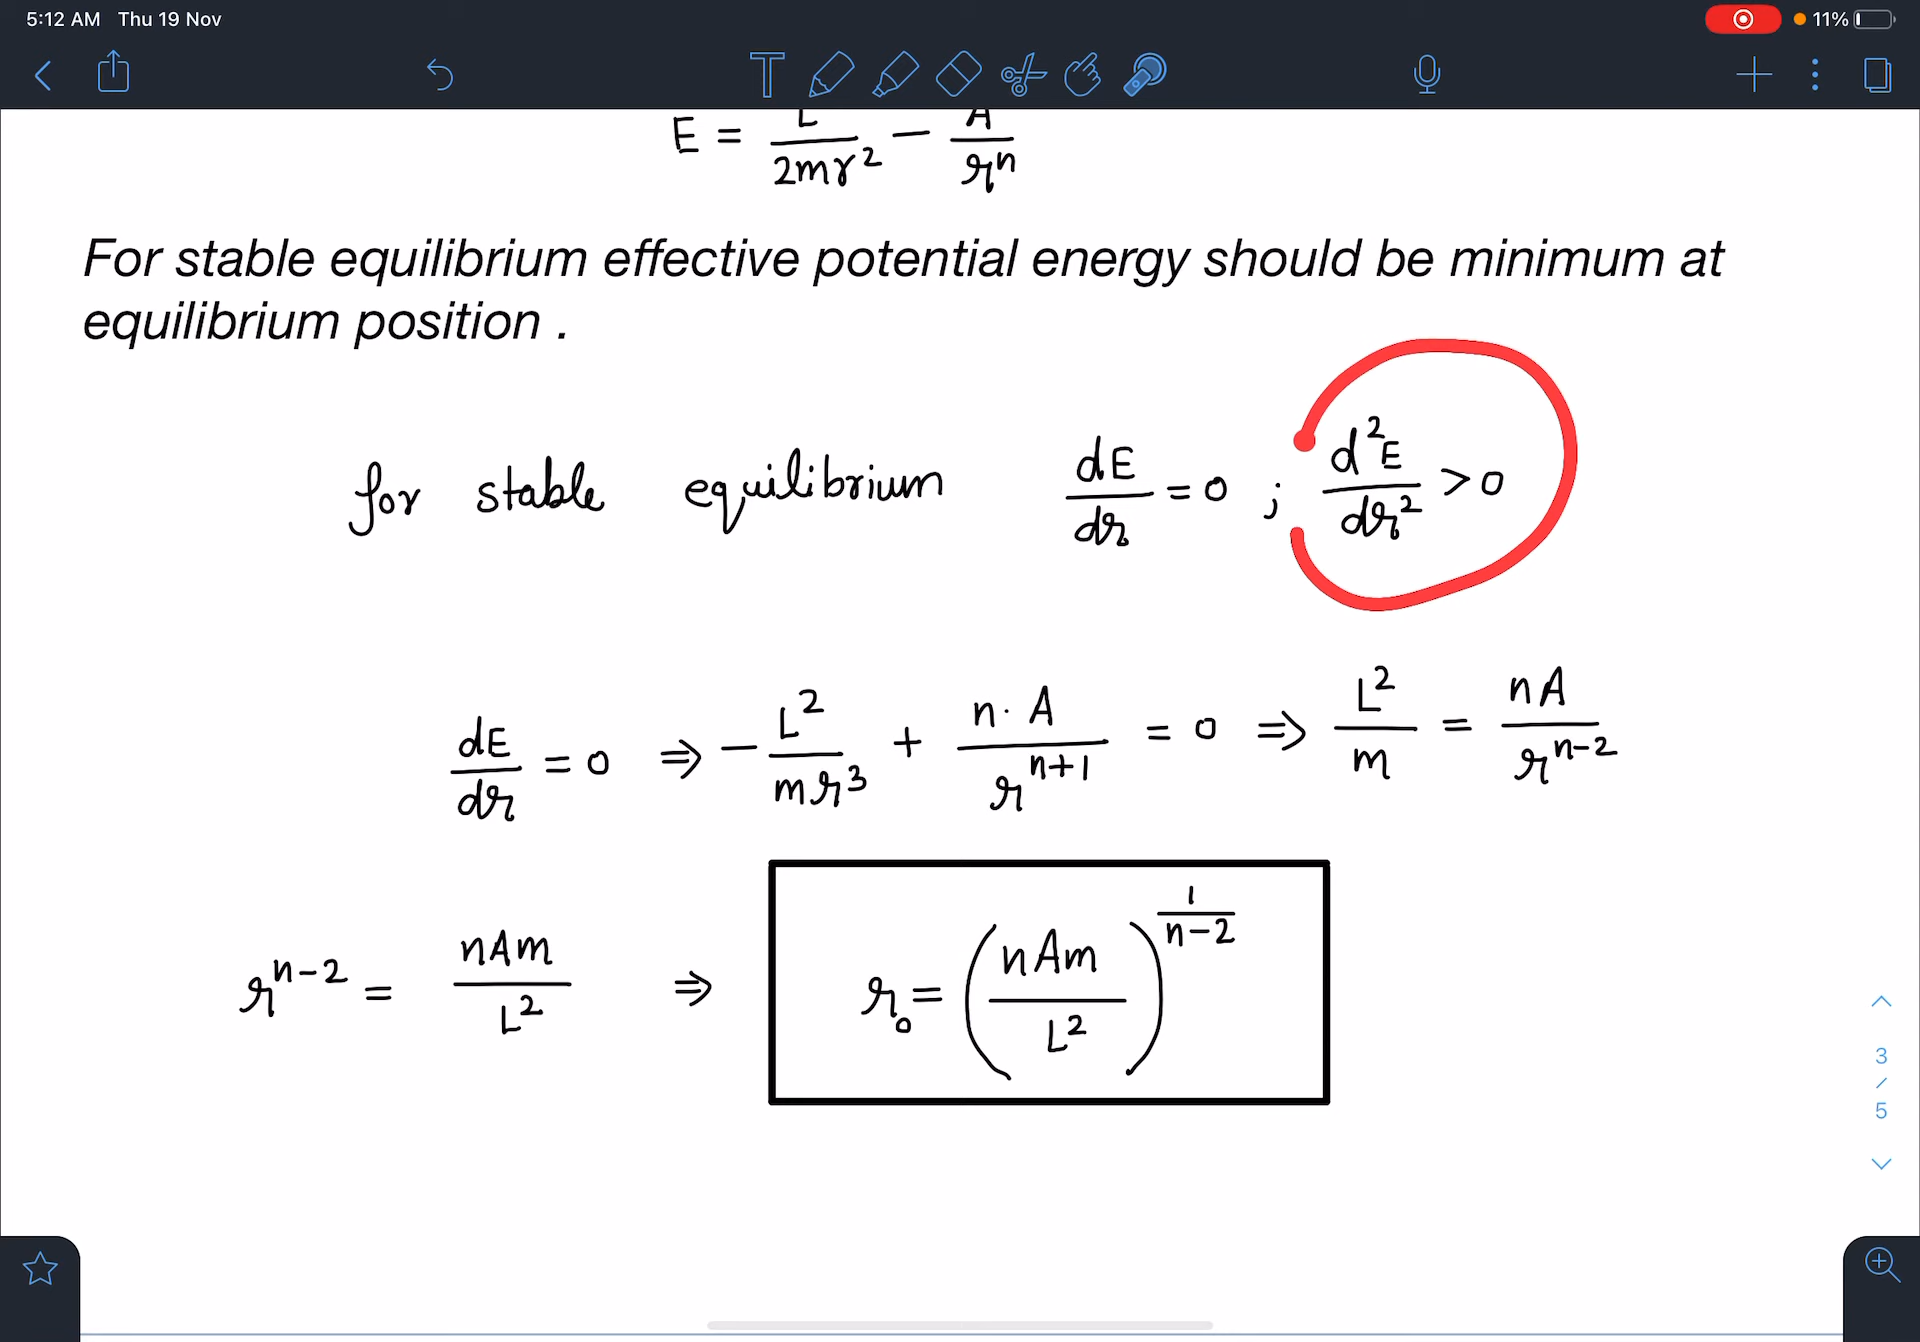 5:12 AM Thu 19 Nov
11%
E = L/2mr² − A/rⁿ
For stable equilibrium effective potential energy should be minimum at
equilibrium position .
for stable equilibrium dE/dr = 0 ; d²E/dr² > 0
dE/dr = 0 ⇒ − L²/mr³ + n·A/rⁿ⁺¹ = 0 ⇒ L²/m = nA/rⁿ⁻²
rⁿ⁻² = nAm/L² ⇒ r₀ = (nAm/L²)^(1/(n−2))
3
/
5